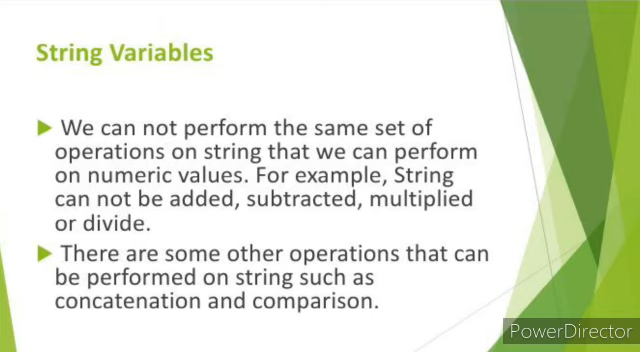 String Variables
We can not perform the same set of
operations on string that we can perform
on numeric values. For example, String
can not be added, subtracted, multiplied
or divide.
There are some other operations that can
be performed on string such as
concatenation and comparison.
PowerDirector